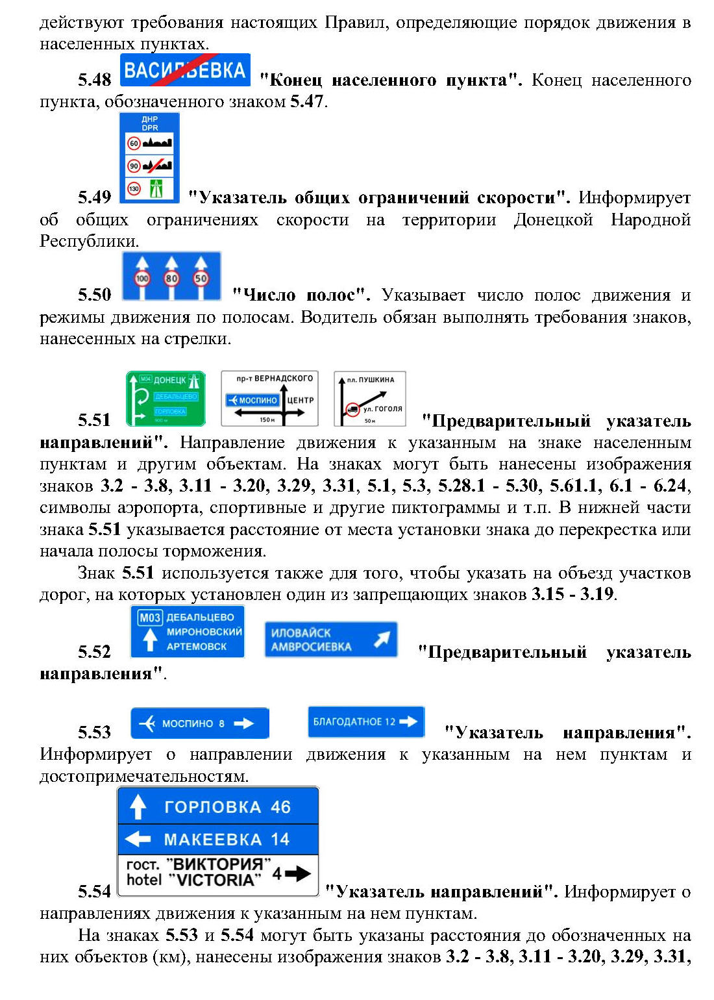 действуют требования настоящих Правил, определяющие порядок движения в
населенных пунктах.
5.48 ВАСИЛЬЕВКА "Конец населенного пункта". Конец населенного
пункта, обозначенного знаком 5.47.
ДНР
DPR
60
90
130
5.49 "Указатель общих ограничений скорости". Информирует
об общих ограничениях скорости на территории Донецкой Народной
Республики.
100 80 50
5.50 "Число полос". Указывает число полос движения и
режимы движения по полосам. Водитель обязан выполнять требования знаков,
нанесенных на стрелки.
М04 ДОНЕЦК
ДЕБАЛЬЦЕВО
ГОРЛОВКА
900 м
пр-т ВЕРНАДСКОГО
МОСПИНО ЦЕНТР
150 м
пл. ПУШКИНА
ул. ГОГОЛЯ
50 м
5.51 "Предварительный указатель
направлений". Направление движения к указанным на знаке населенным
пунктам и другим объектам. На знаках могут быть нанесены изображения
знаков 3.2 - 3.8, 3.11 - 3.20, 3.29, 3.31, 5.1, 5.3, 5.28.1 - 5.30, 5.61.1, 6.1 - 6.24,
символы аэропорта, спортивные и другие пиктограммы и т.п. В нижней части
знака 5.51 указывается расстояние от места установки знака до перекрестка или
начала полосы торможения.
Знак 5.51 используется также для того, чтобы указать на объезд участков
дорог, на которых установлен один из запрещающих знаков 3.15 - 3.19.
М03 ДЕБАЛЬЦЕВО
МИРОНОВСКИЙ
АРТЕМОВСК
ИЛОВАЙСК
АМВРОСИЕВКА
5.52 "Предварительный указатель
направления".
МОСПИНО 8
БЛАГОДАТНОЕ 12
5.53 "Указатель направления".
Информирует о направлении движения к указанным на нем пунктам и
достопримечательностям.
ГОРЛОВКА 46
МАКЕЕВКА 14
гост. "ВИКТОРИЯ"
hotel "VICTORIA" 4
5.54 "Указатель направлений". Информирует о
направлениях движения к указанным на нем пунктам.
На знаках 5.53 и 5.54 могут быть указаны расстояния до обозначенных на
них объектов (км), нанесены изображения знаков 3.2 - 3.8, 3.11 - 3.20, 3.29, 3.31,